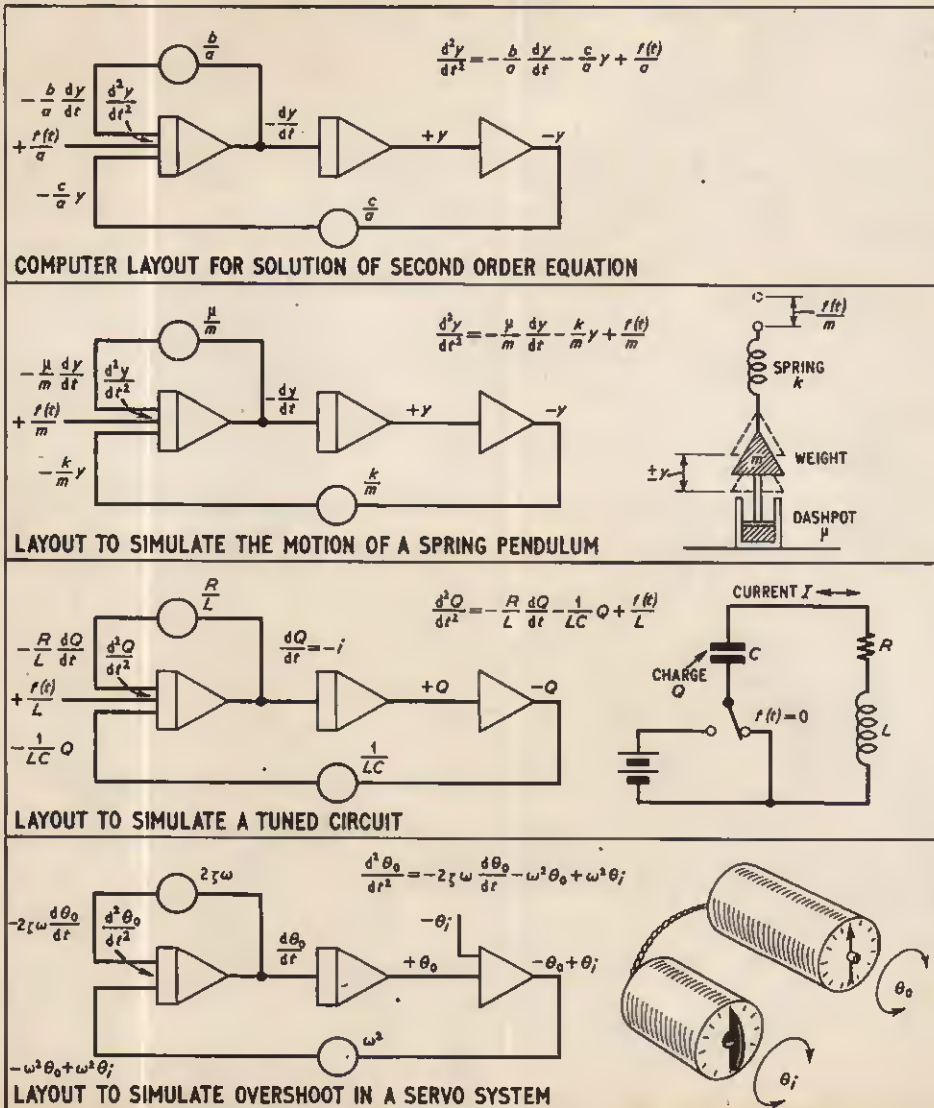 b/a
d²y/dt² = -b/a dy/dt - c/a y + f(t)/a
-b/a dy/dt
d²y/dt²
+f(t)/a
-dy/dt
+y
-y
-c/a y
c/a
COMPUTER LAYOUT FOR SOLUTION OF SECOND ORDER EQUATION
μ/m
d²y/dt² = -μ/m dy/dt - k/m y + f(t)/m
-f(t)/m
SPRING
k
-μ/m dy/dt
d²y/dt²
+f(t)/m
-dy/dt
+y
-y
-k/m y
k/m
±y
m
WEIGHT
DASHPOT
μ
LAYOUT TO SIMULATE THE MOTION OF A SPRING PENDULUM
R/L
d²Q/dt² = -R/L dQ/dt - 1/LC Q + f(t)/L
CURRENT I
-R/L dQ/dt
d²Q/dt²
+f(t)/L
dQ/dt = -i
+Q
-Q
-1/LC Q
1/LC
CHARGE
Q
C
R
L
f(t)=0
LAYOUT TO SIMULATE A TUNED CIRCUIT
2ζω
d²θ₀/dt² = -2ζω dθ₀/dt - ω²θ₀ + ω²θᵢ
-2ζω dθ₀/dt
d²θ₀/dt²
dθ₀/dt
+θ₀
-θᵢ
-θ₀+θᵢ
ω²
-ω²θ₀+ω²θᵢ
θ₀
θᵢ
LAYOUT TO SIMULATE OVERSHOOT IN A SERVO SYSTEM